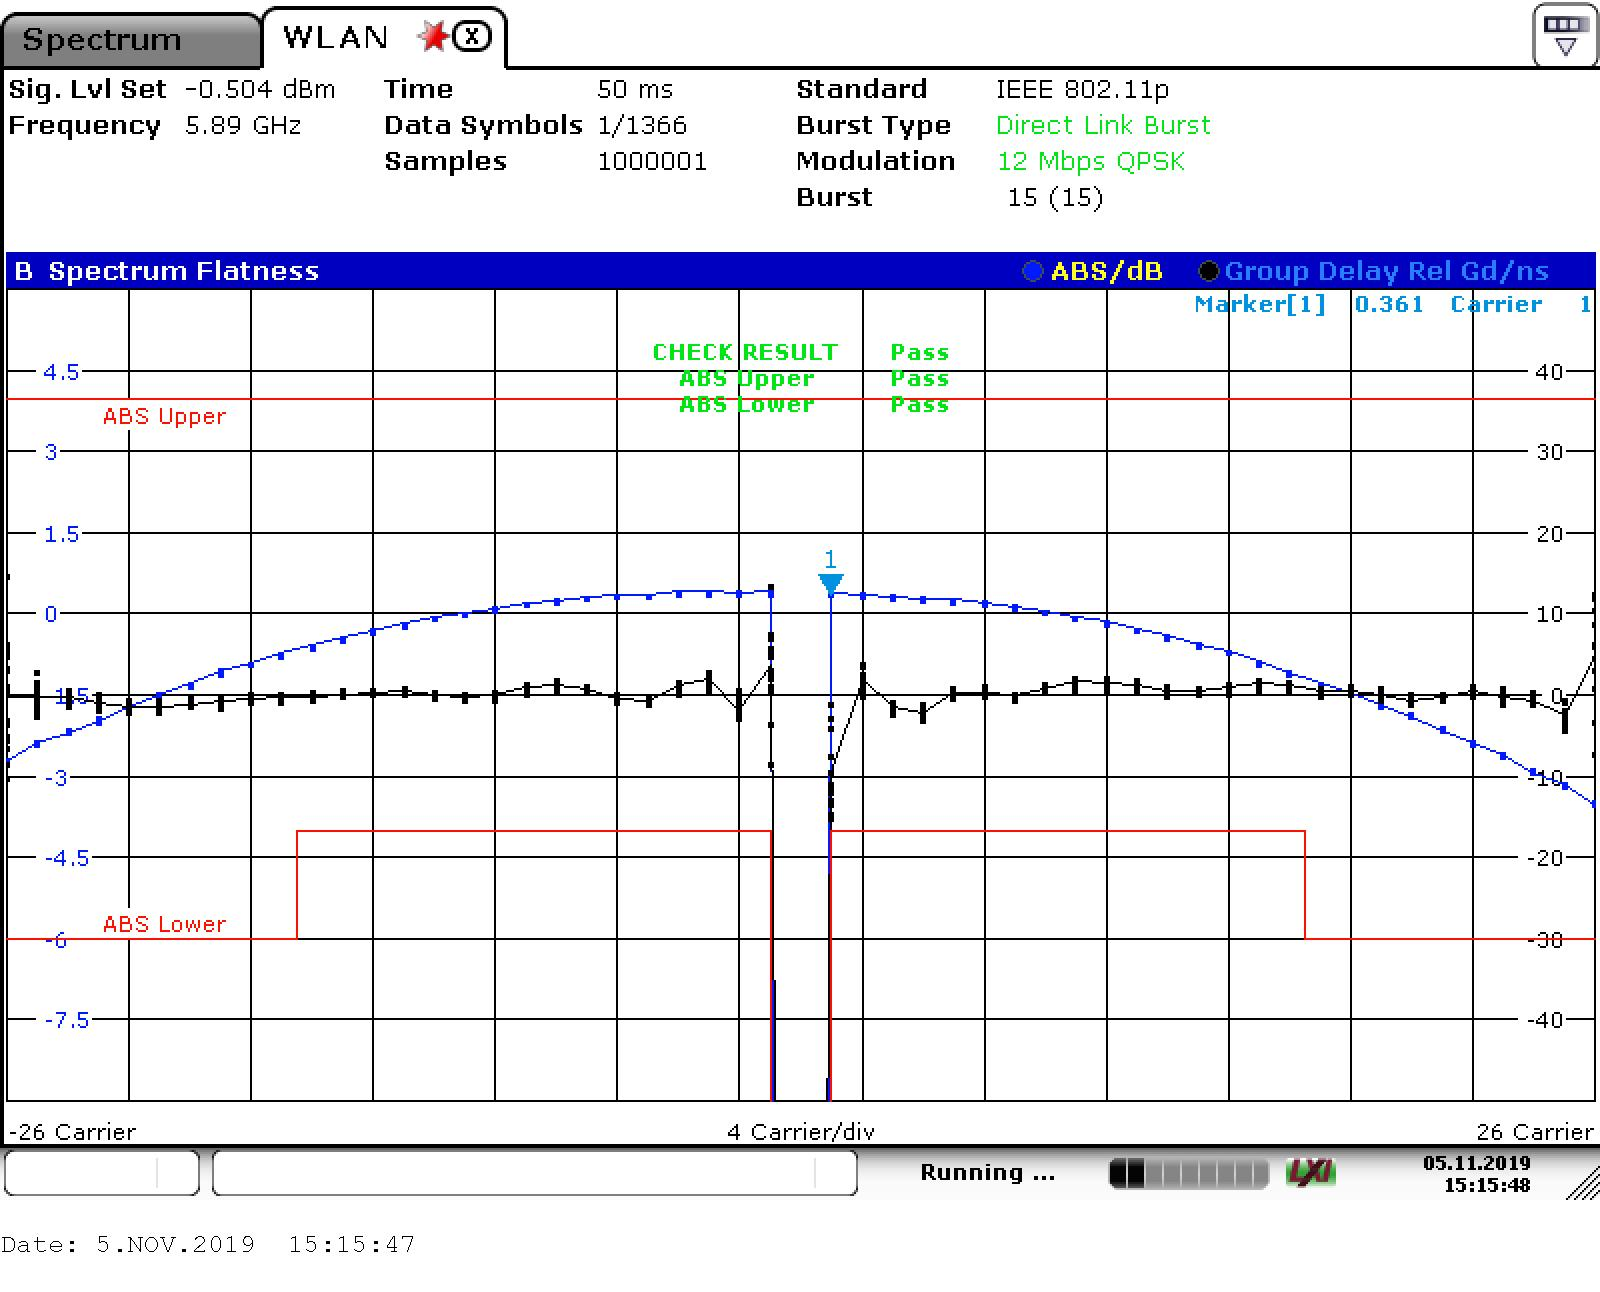 Spectrum WLAN X
Sig. Lvl Set -0.504 dBm Time 50 ms Standard IEEE 802.11p
Frequency 5.89 GHz Data Symbols 1/1366 Burst Type Direct Link Burst
Samples 1000001 Modulation 12 Mbps QPSK
Burst 15 (15)
B Spectrum Flatness ABS/dB Group Delay Rel Gd/ns
Marker[1] 0.361 Carrier 1
CHECK RESULT Pass
4.5 ABS Upper Pass 40
ABS Lower Pass
ABS Upper
3 30
1.5 20
1
0 10
-1.5 0
-3 -10
-4.5 -20
ABS Lower
-6 -30
-7.5 -40
-26 Carrier 4 Carrier/div 26 Carrier
Running ... LXI 05.11.2019
15:15:48
Date: 5.NOV.2019 15:15:47